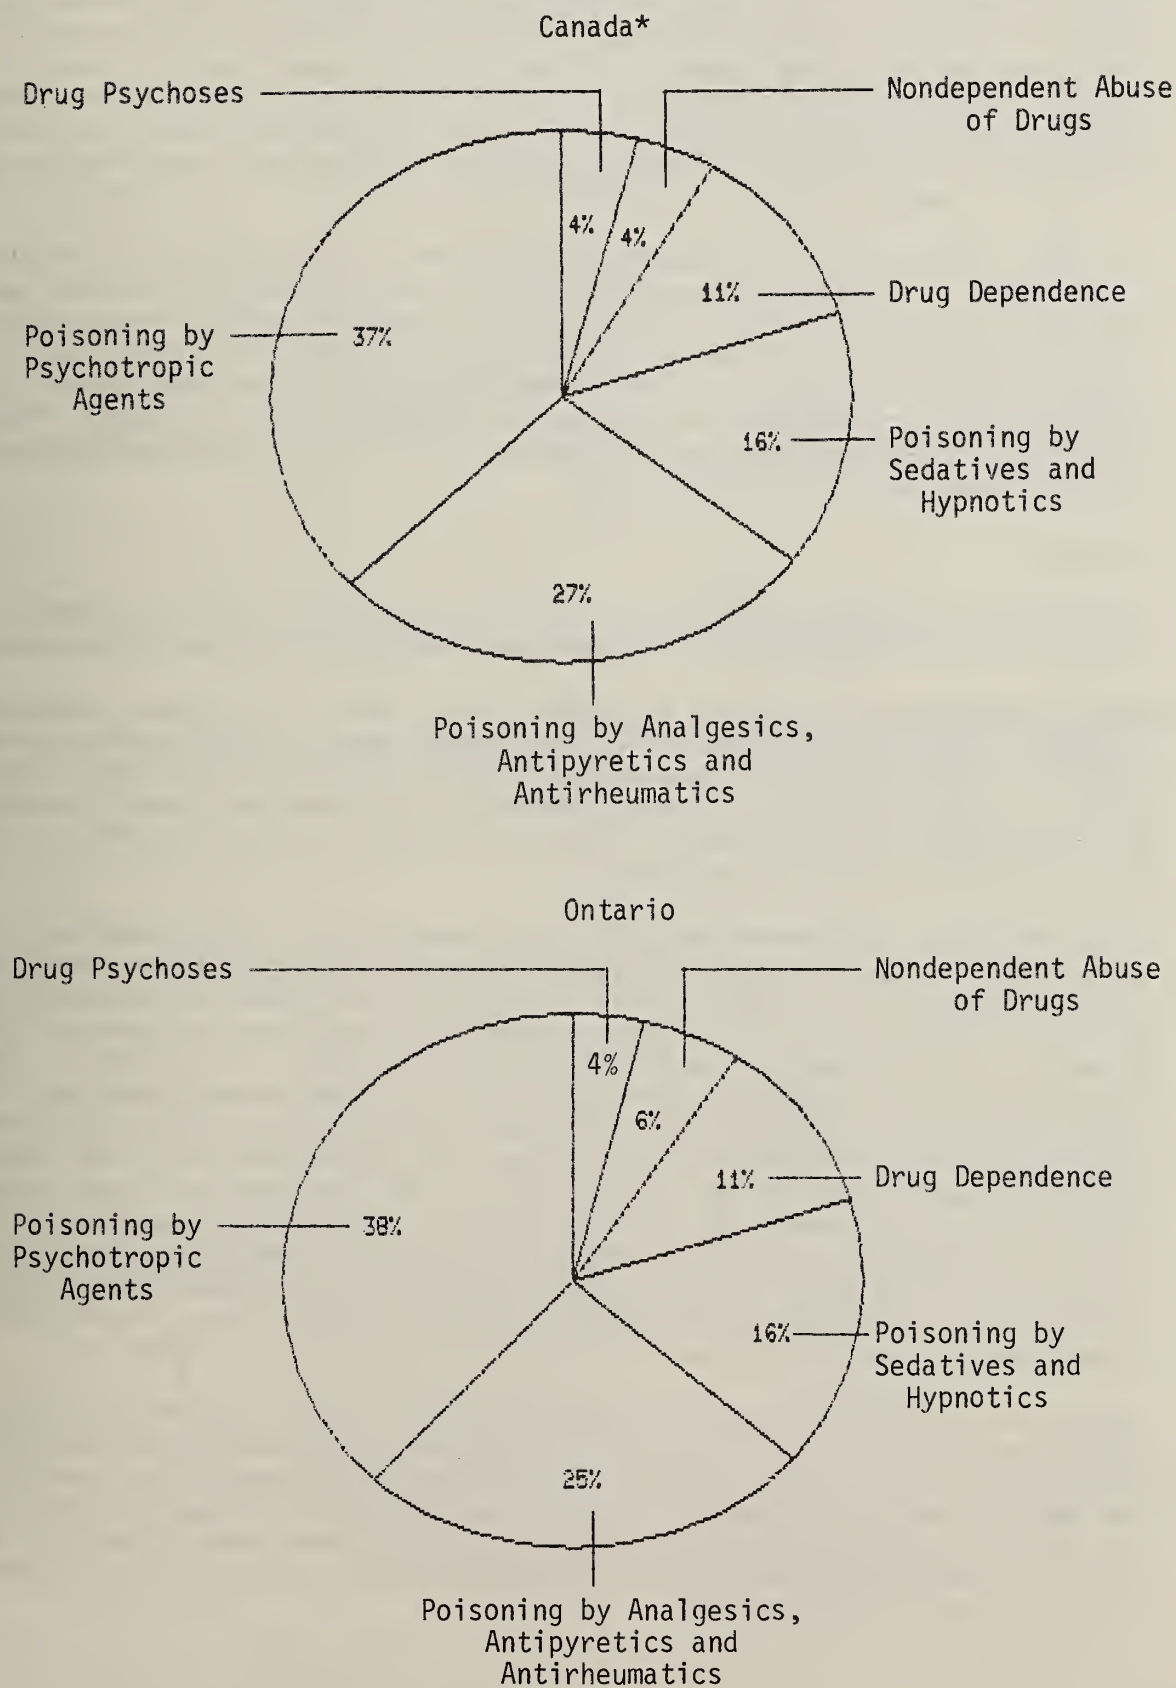 Canada*
Drug Psychoses
Nondependent Abuse
of Drugs
4%
4%
11%
Drug Dependence
Poisoning by
Psychotropic
Agents
37%
16%
Poisoning by
Sedatives and
Hypnotics
27%
Poisoning by Analgesics,
Antipyretics and
Antirheumatics
Ontario
Drug Psychoses
Nondependent Abuse
of Drugs
4%
6%
11%
Drug Dependence
Poisoning by
Psychotropic
Agents
38%
16%
Poisoning by
Sedatives and
Hypnotics
25%
Poisoning by Analgesics,
Antipyretics and
Antirheumatics